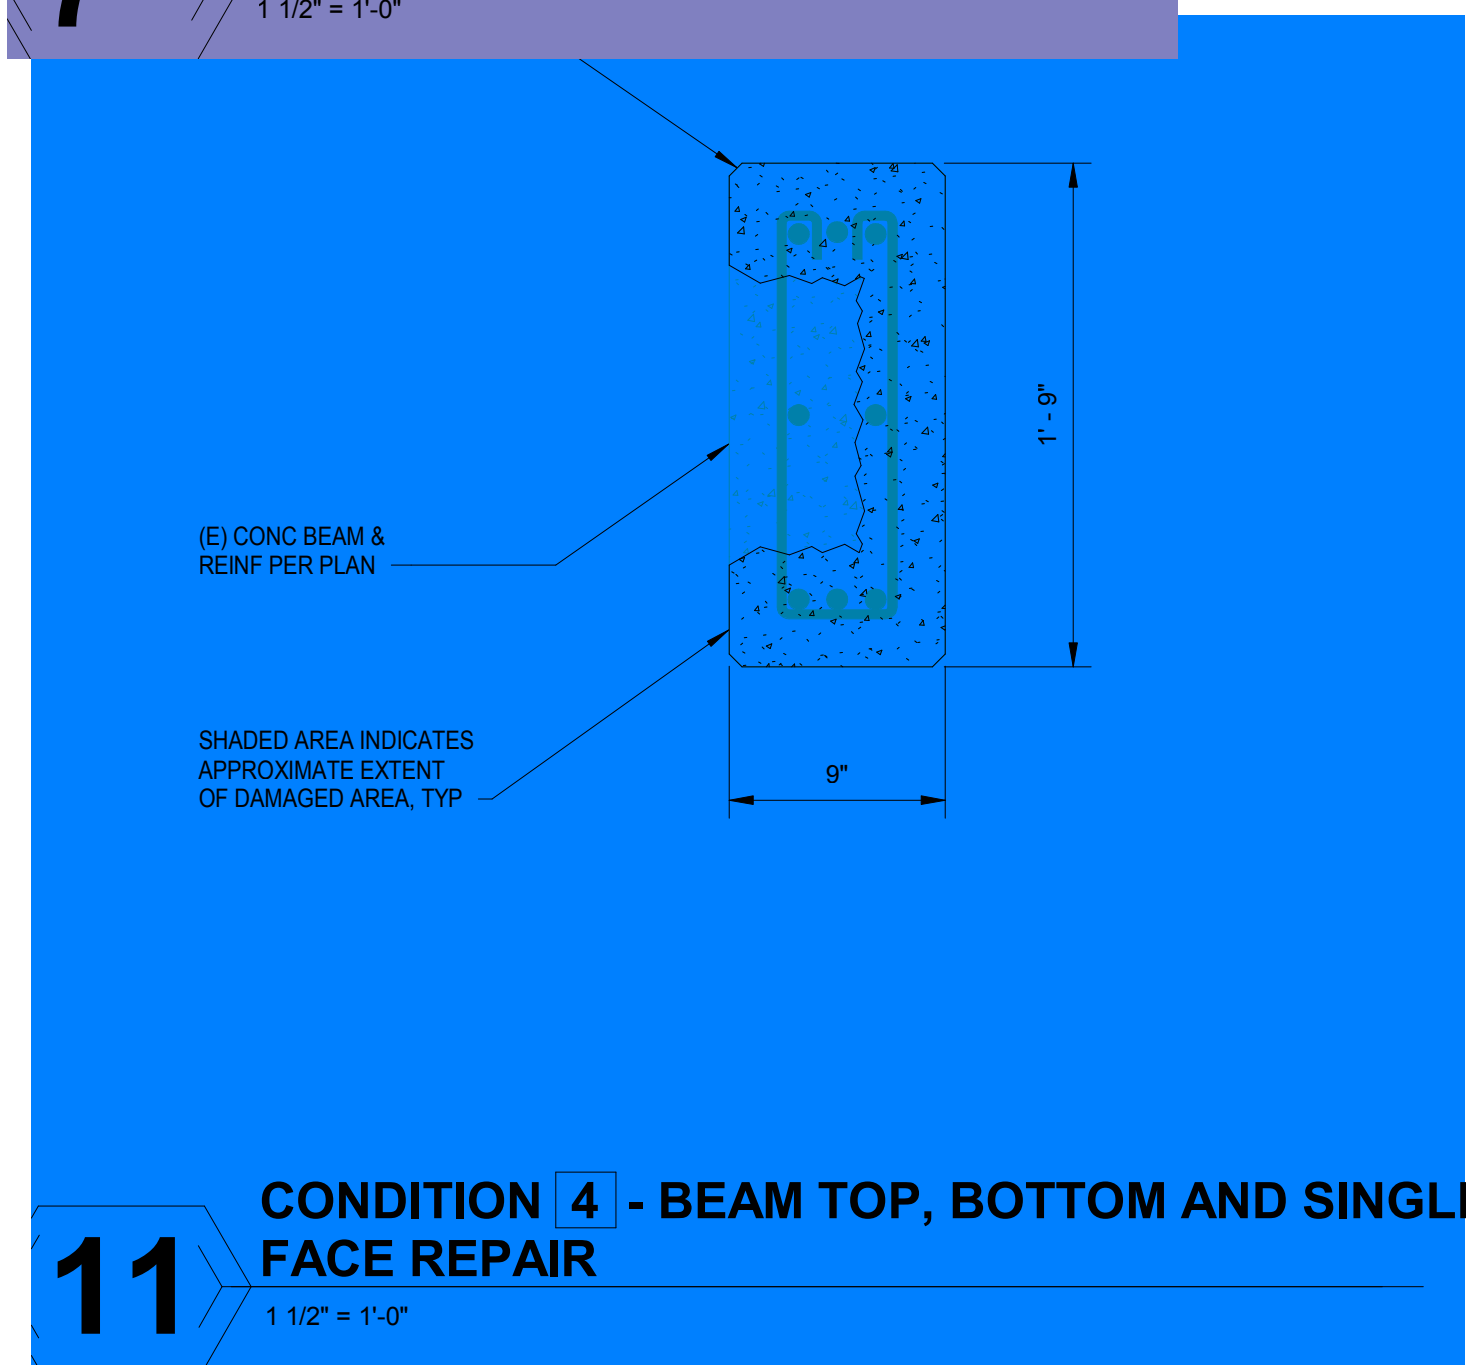 1 1/2" = 1'-0"
1' - 9"
(E) CONC BEAM &
REINF PER PLAN
SHADED AREA INDICATES
APPROXIMATE EXTENT
OF DAMAGED AREA, TYP
9"
CONDITION 4 - BEAM TOP, BOTTOM AND
FACE REPAIR
11
1 1/2" = 1'-0"